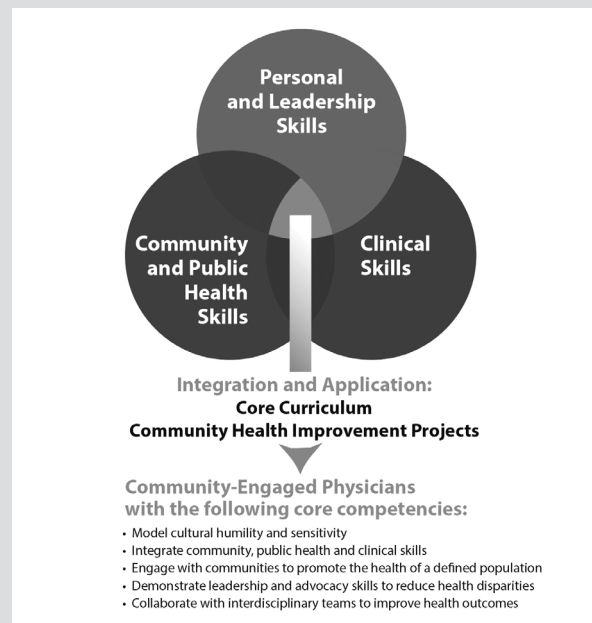 Personal
and Leadership
Skills
Community
and Public
Health
Skills
Clinical
Skills
Integration and Application:
Core Curriculum
Community Health Improvement Projects
Community-Engaged Physicians
with the following core competencies:
• Model cultural humility and sensitivity
• Integrate community, public health and clinical skills
• Engage with communities to promote the health of a defined population
• Demonstrate leadership and advocacy skills to reduce health disparities
• Collaborate with interdisciplinary teams to improve health outcomes